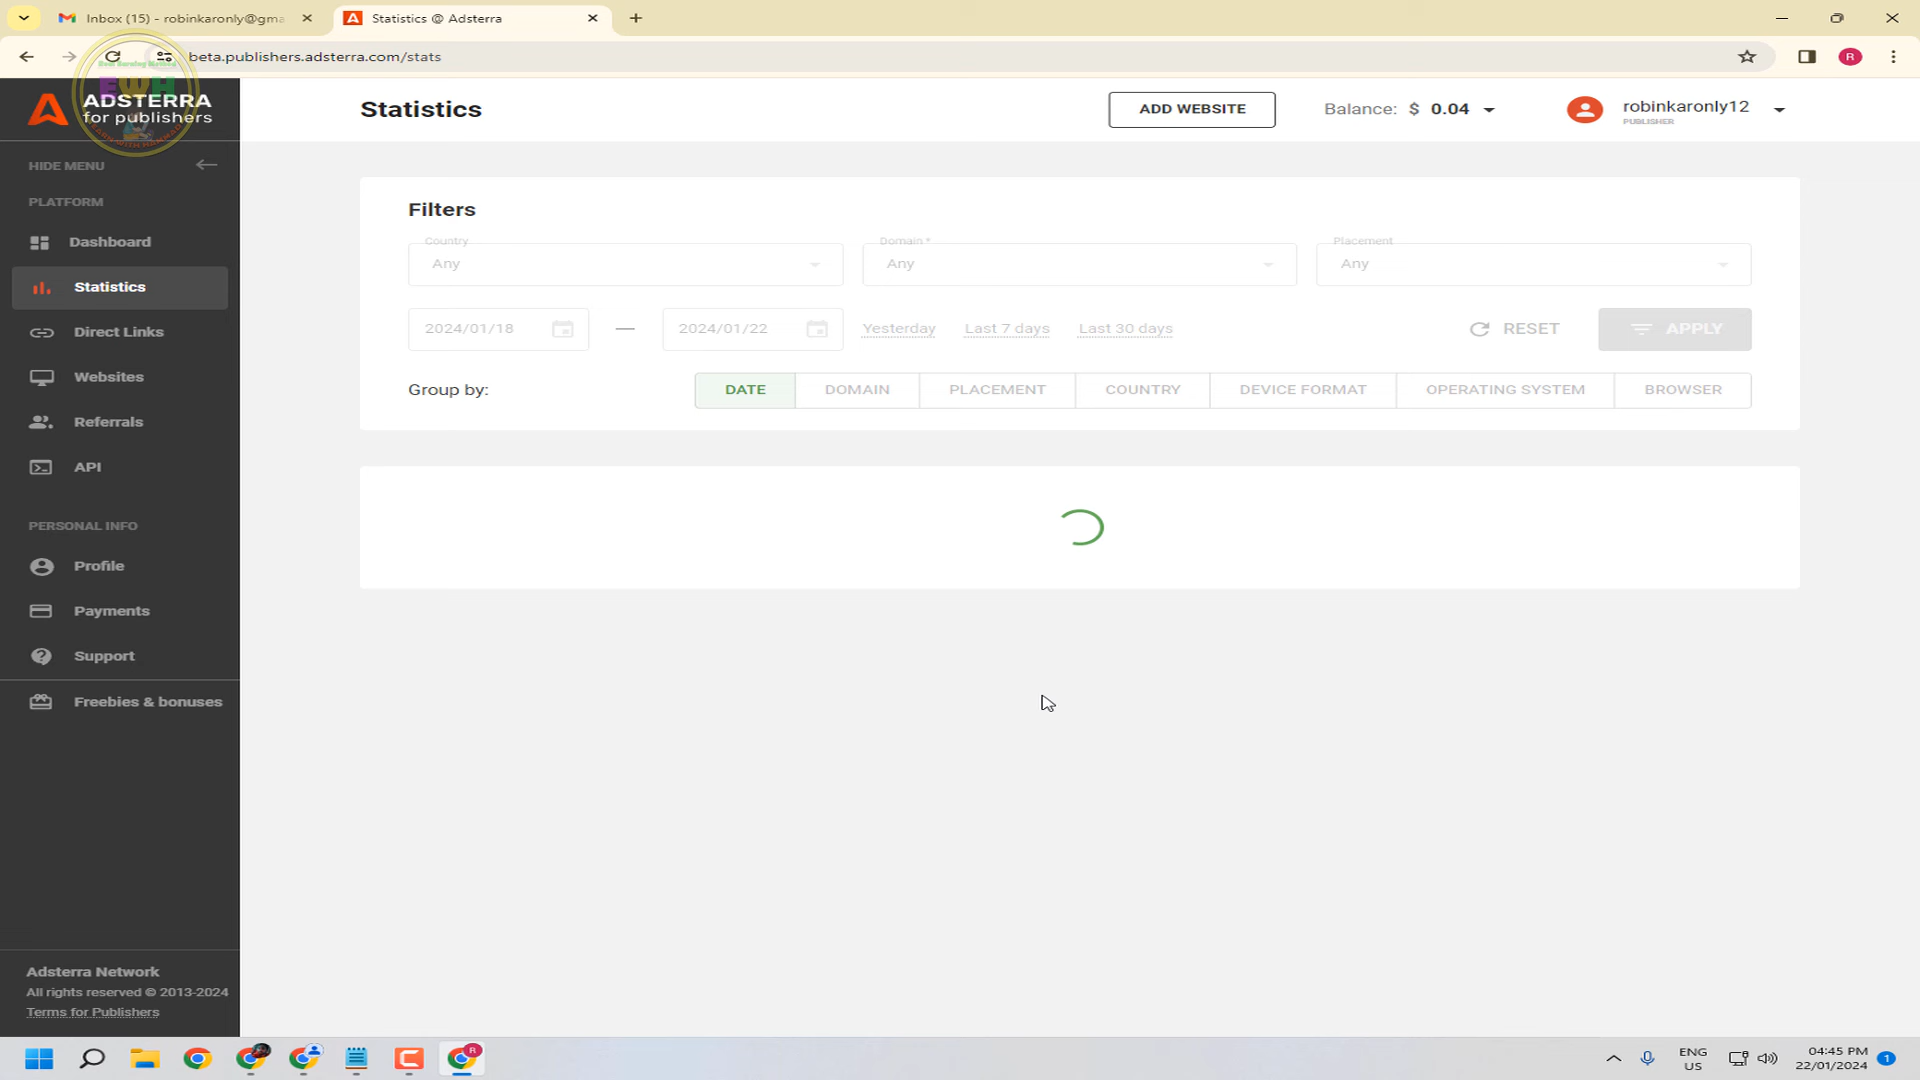 Inbox (15) - robinkaronly@gma
Statistics @ Adsterra
beta.publishers.adsterra.com/stats
R
EWH
ADSTERRA
for publishers
Statistics
ADD WEBSITE
Balance: $ 0.04
robinkaronly12
PUBLISHER
HIDE MENU
PLATFORM
Dashboard
Statistics
Direct Links
Websites
Referrals
API
PERSONAL INFO
Profile
Payments
Support
Freebies & bonuses
Filters
Country
Any
Domain *
Any
Placement
Any
2024/01/18 — 2024/01/22
Yesterday
Last 7 days
Last 30 days
RESET
APPLY
Group by:
DATE
DOMAIN
PLACEMENT
COUNTRY
DEVICE FORMAT
OPERATING SYSTEM
BROWSER
Adsterra Network
All rights reserved © 2013-2024
Terms for Publishers
R
ENG
US
04:45 PM
22/01/2024
1